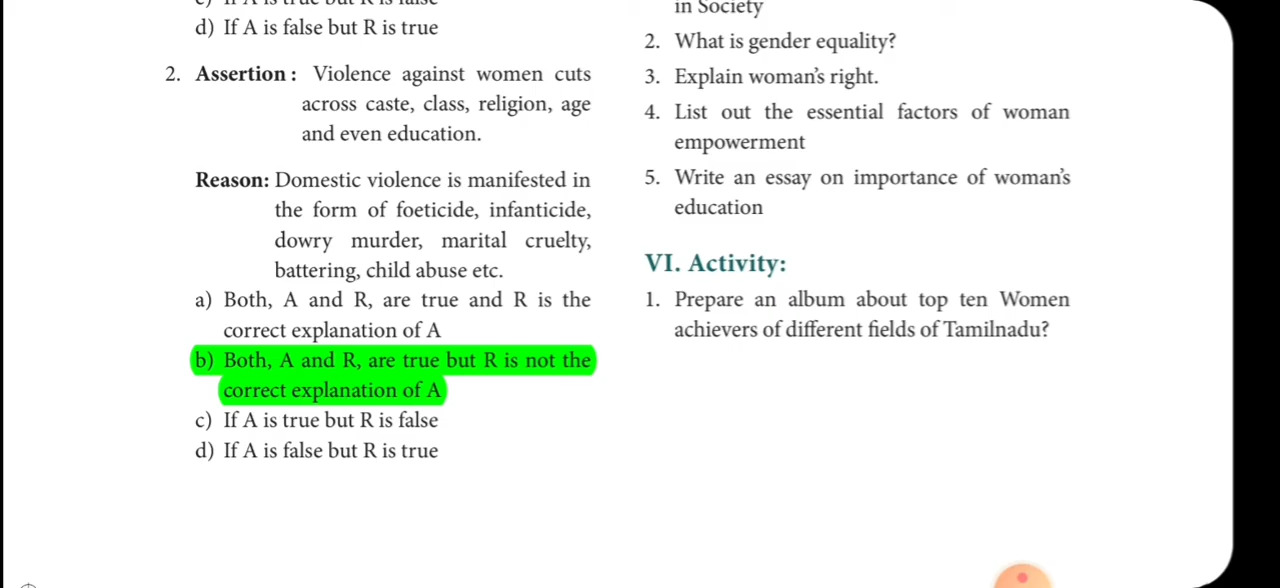 c) If A is true but R is false
d) If A is false but R is true
2. Assertion : Violence against women cuts
across caste, class, religion, age
and even education.
Reason: Domestic violence is manifested in
the form of foeticide, infanticide,
dowry murder, marital cruelty,
battering, child abuse etc.
a) Both, A and R, are true and R is the
correct explanation of A
b) Both, A and R, are true but R is not the
correct explanation of A
c) If A is true but R is false
d) If A is false but R is true
in Society
2. What is gender equality?
3. Explain woman’s right.
4. List out the essential factors of woman
empowerment
5. Write an essay on importance of woman’s
education
VI. Activity:
1. Prepare an album about top ten Women
achievers of different fields of Tamilnadu?